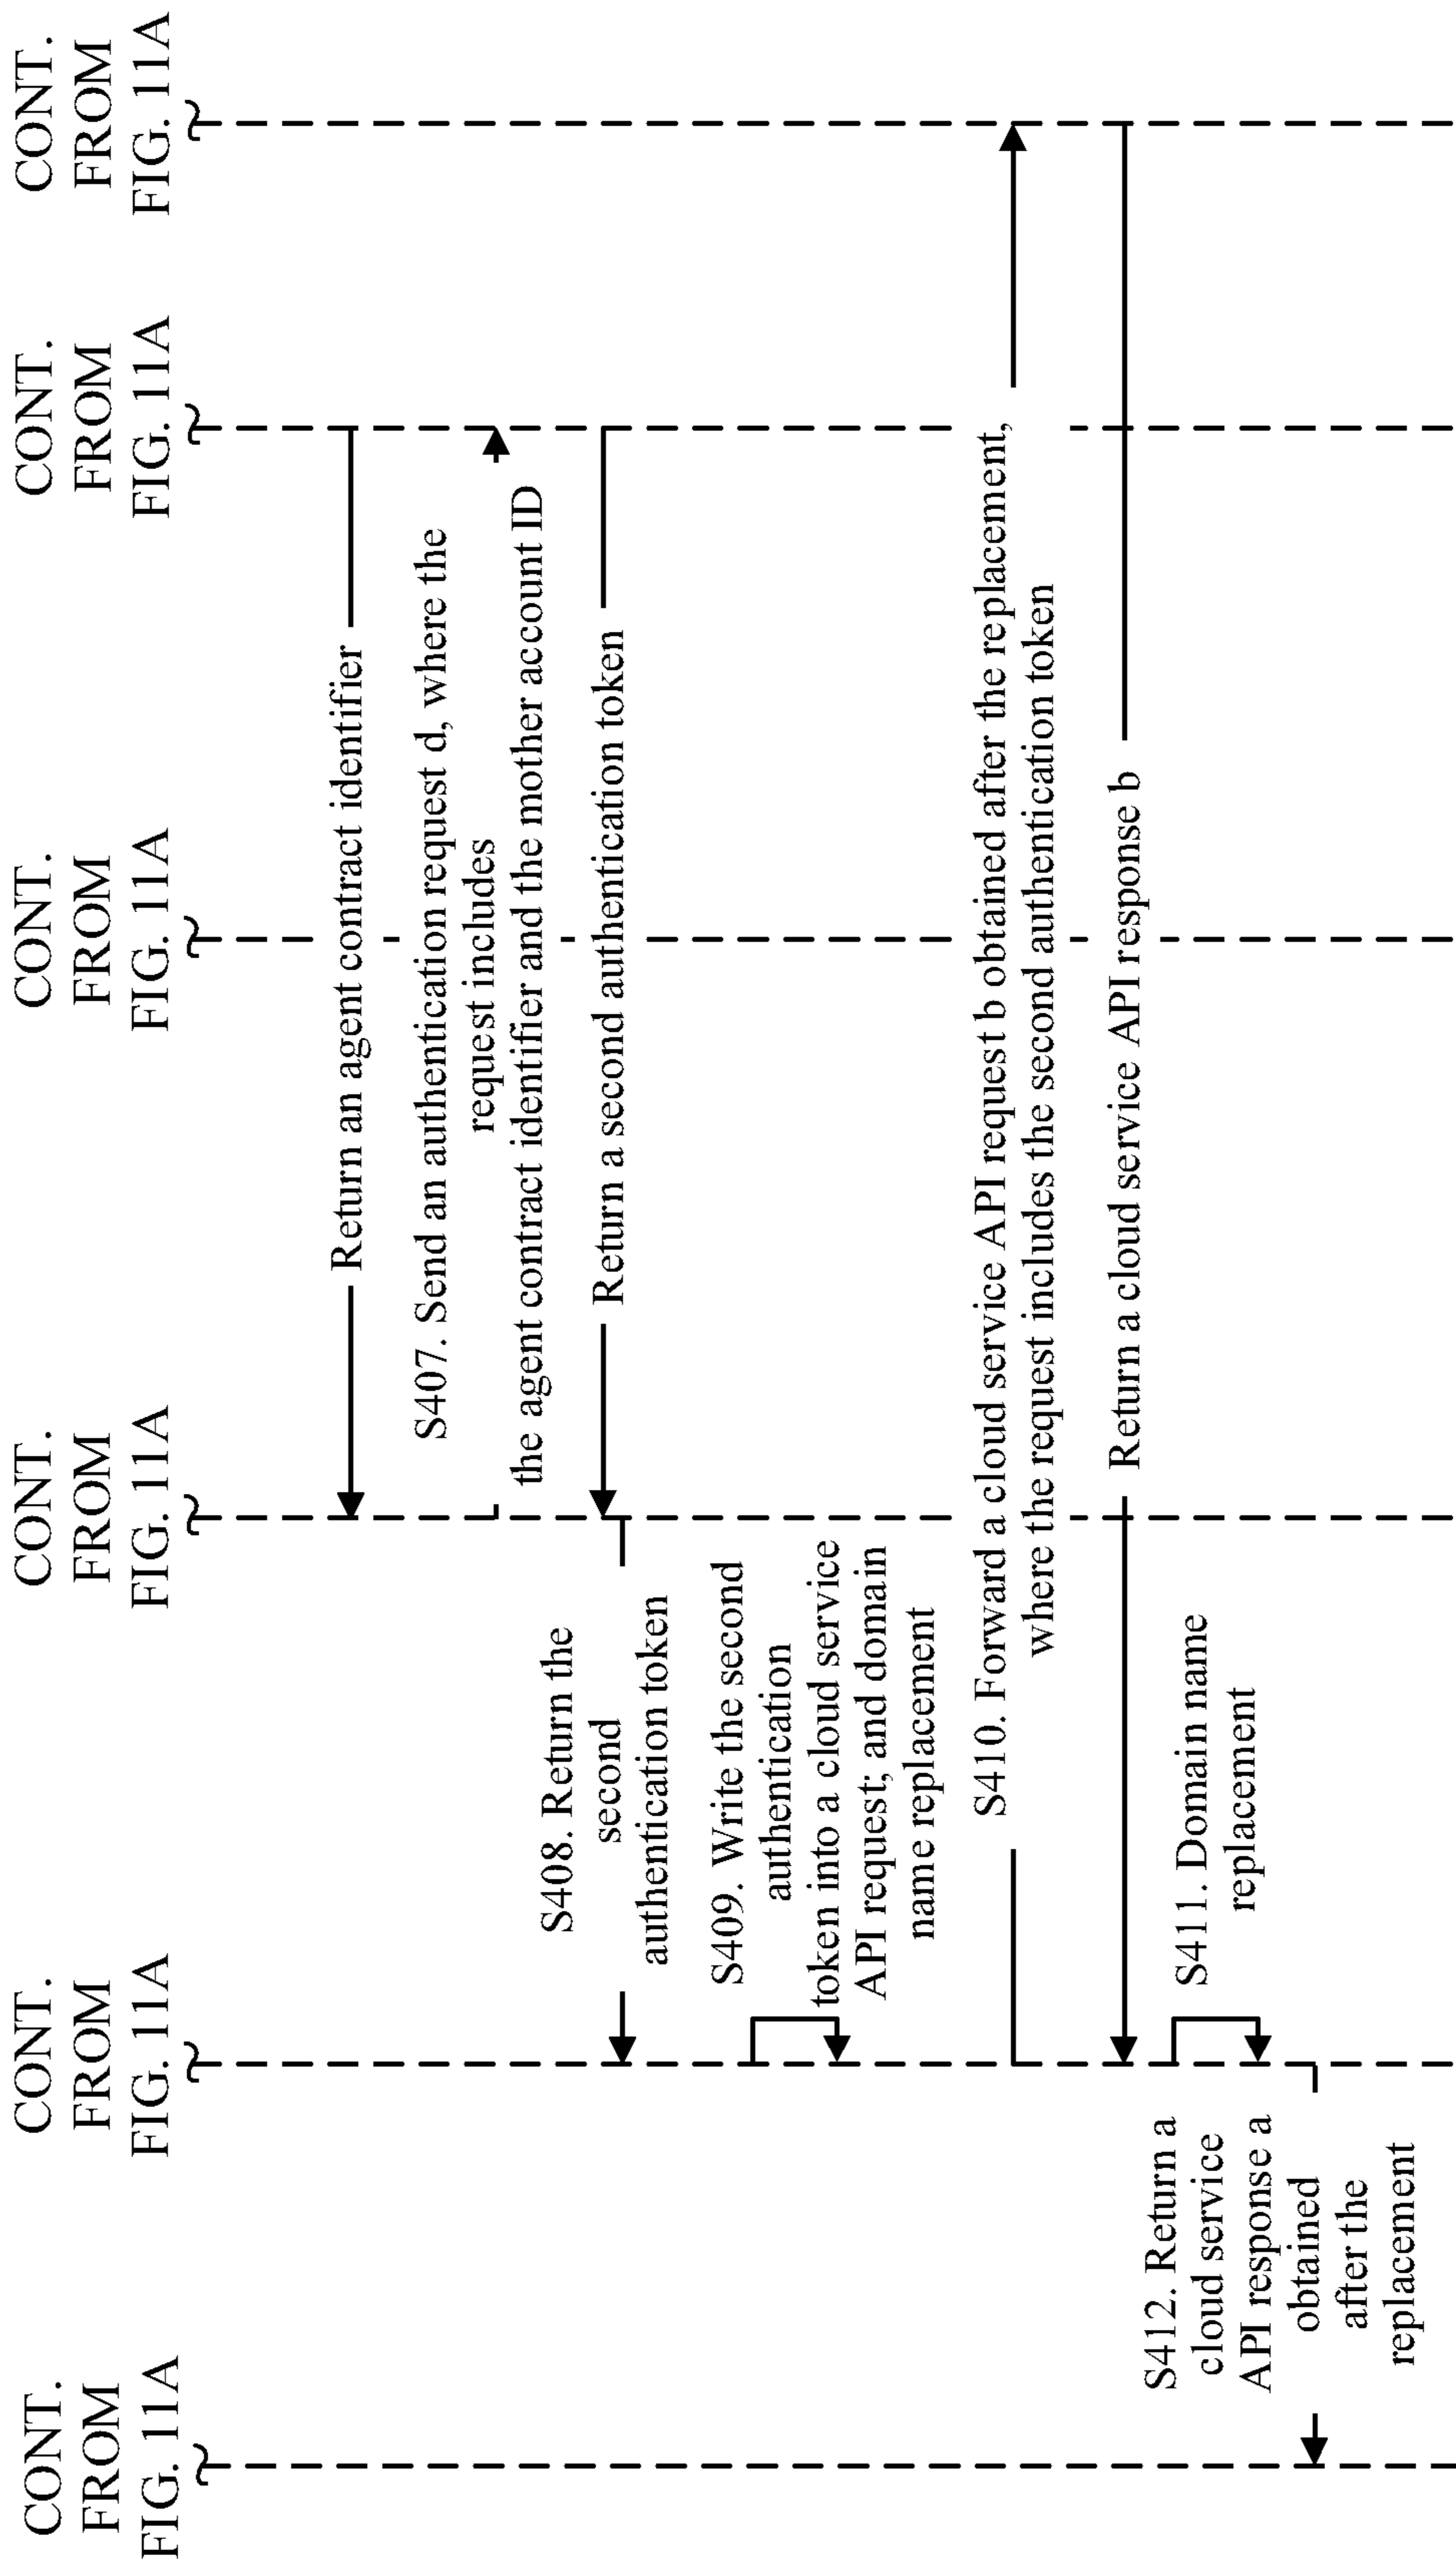 CONT.
FROM
FIG. 11A
CONT.
FROM
FIG. 11A
CONT.
FROM
FIG. 11A
CONT.
FROM
FIG. 11A
CONT.
FROM
FIG. 11A
CONT.
FROM
FIG. 11A
Return an agent contract identifier
S407. Send an authentication request d, where the
request includes
the agent contract identifier and the mother account ID
Return a second authentication token
S408. Return the
second
authentication token
S409. Write the second
authentication
token into a cloud service
API request; and domain
name replacement
S410. Forward a cloud service API request b obtained after the replacement,
where the request includes the second authentication token
Return a cloud service API response b
S411. Domain name
replacement
S412. Return a
cloud service
API response a
obtained
after the
replacement